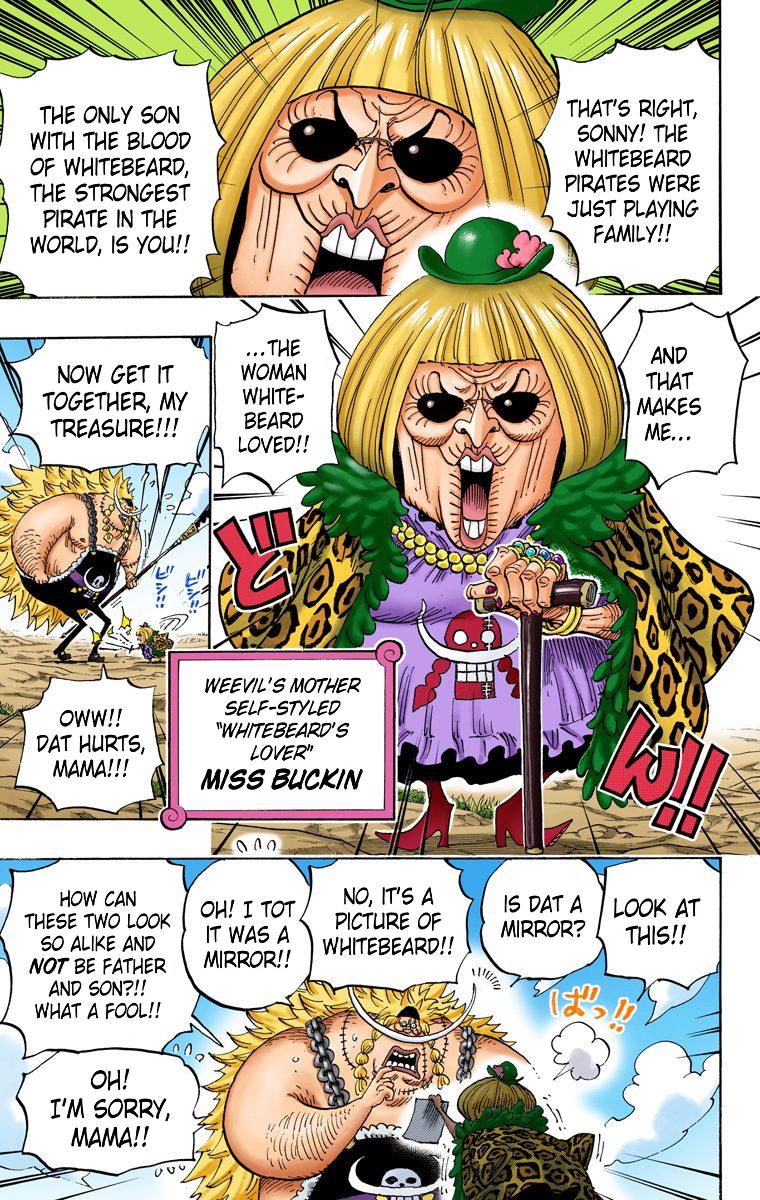 THAT'S RIGHT,
SONNY! THE
WHITEBEARD
PIRATES WERE
JUST PLAYING
FAMILY!!
THE ONLY SON
WITH THE BLOOD
OF WHITEBEARD,
THE STRONGEST
PIRATE IN THE
WORLD, IS YOU!!
AND
THAT
MAKES
ME...
...THE
WOMAN
WHITE-
BEARD
LOVED!!
ど
ん!!
WEEVIL'S MOTHER
SELF-STYLED
"WHITEBEARD'S
LOVER"
MISS BUCKIN
NOW GET IT
TOGETHER, MY
TREASURE!!!
ビシ!!
ビシ!!
OWW!!
DAT HURTS,
MAMA!!!
LOOK AT
THIS!!
ばっ!!
IS DAT A
MIRROR?
NO, IT'S A
PICTURE OF
WHITEBEARD!!
OH! I TOT
IT WAS A
MIRROR!!
HOW CAN
THESE TWO LOOK
SO ALIKE AND
NOT BE FATHER
AND SON?!!
WHAT A FOOL!!
OH!
I'M SORRY,
MAMA!!